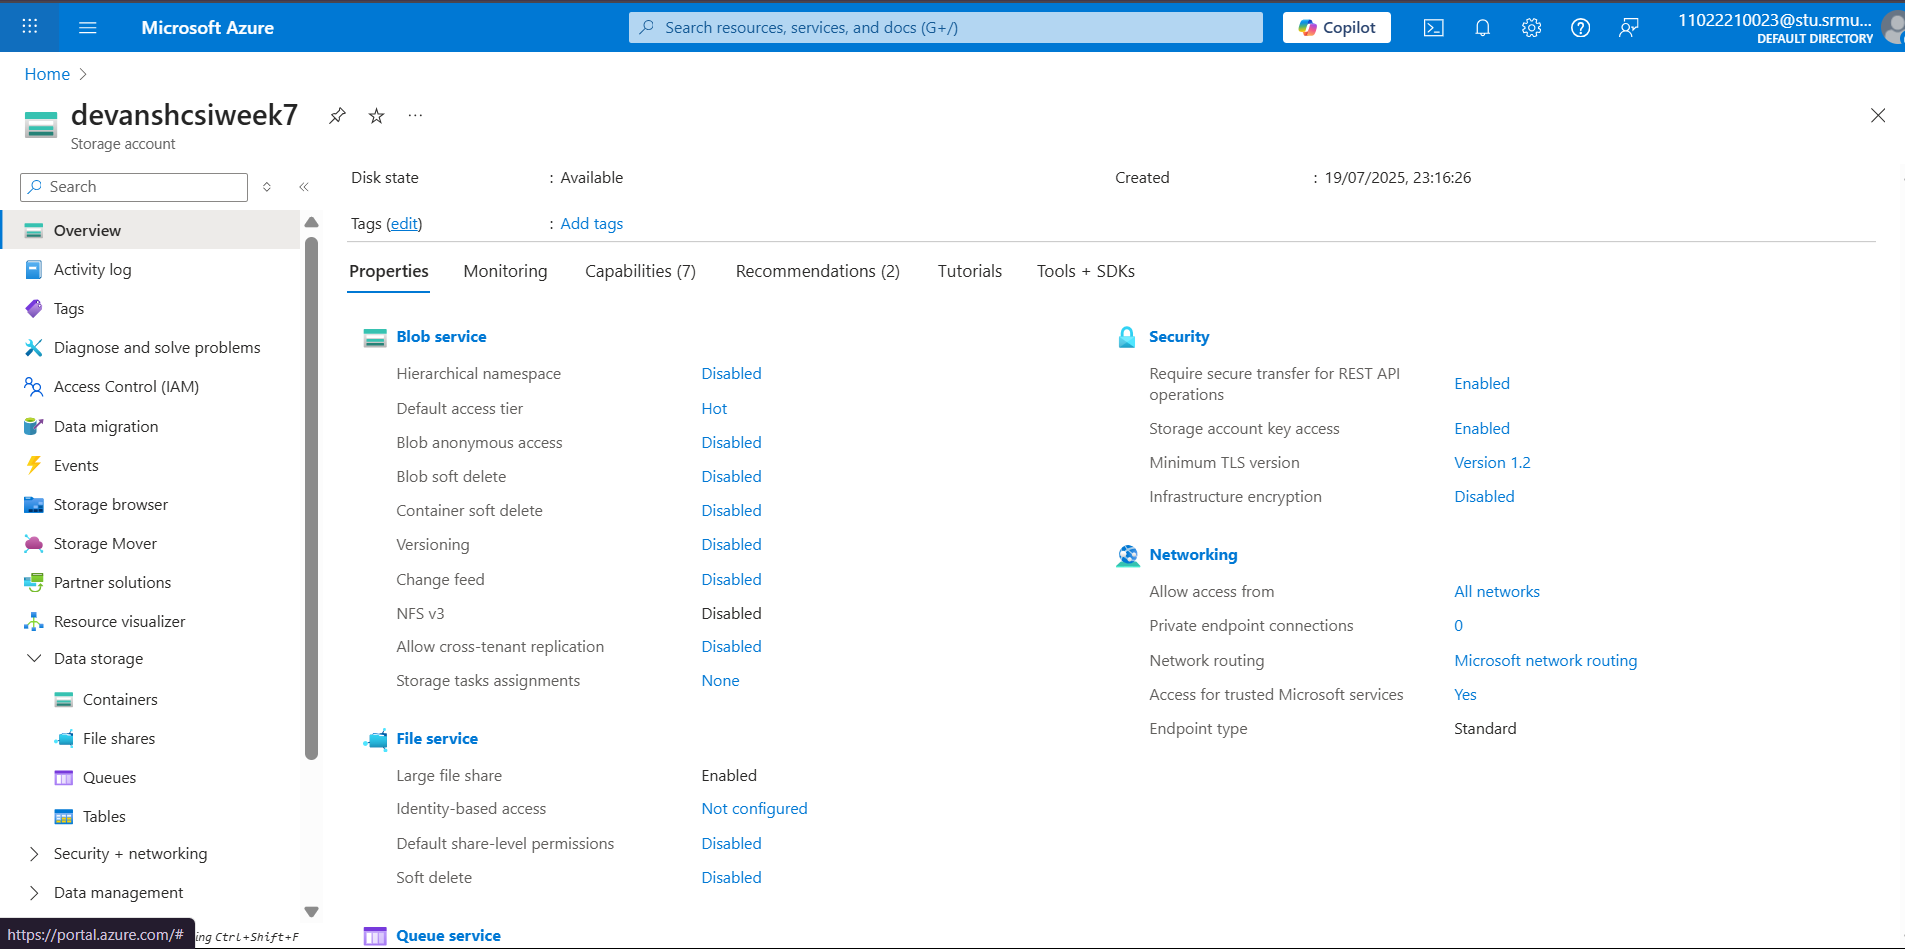 Microsoft Azure
Search resources, services, and docs (G+/)
Copilot
11022210023@stu.srmu...
DEFAULT DIRECTORY
Home
devanshcsiweek7
Storage account
Search
Overview
Activity log
Tags
Diagnose and solve problems
Access Control (IAM)
Data migration
Events
Storage browser
Storage Mover
Partner solutions
Resource visualizer
Data storage
Containers
File shares
Queues
Tables
Security + networking
Data management
https://portal.azure.com/#
ing Ctrl+Shift+F
Disk state : Available
Created : 19/07/2025, 23:16:26
Tags (edit) : Add tags
Properties Monitoring Capabilities (7) Recommendations (2) Tutorials Tools + SDKs
Blob service
Hierarchical namespace Disabled
Default access tier Hot
Blob anonymous access Disabled
Blob soft delete Disabled
Container soft delete Disabled
Versioning Disabled
Change feed Disabled
NFS v3 Disabled
Allow cross-tenant replication Disabled
Storage tasks assignments None
File service
Large file share Enabled
Identity-based access Not configured
Default share-level permissions Disabled
Soft delete Disabled
Queue service
Security
Require secure transfer for REST API
operations Enabled
Storage account key access Enabled
Minimum TLS version Version 1.2
Infrastructure encryption Disabled
Networking
Allow access from All networks
Private endpoint connections 0
Network routing Microsoft network routing
Access for trusted Microsoft services Yes
Endpoint type Standard